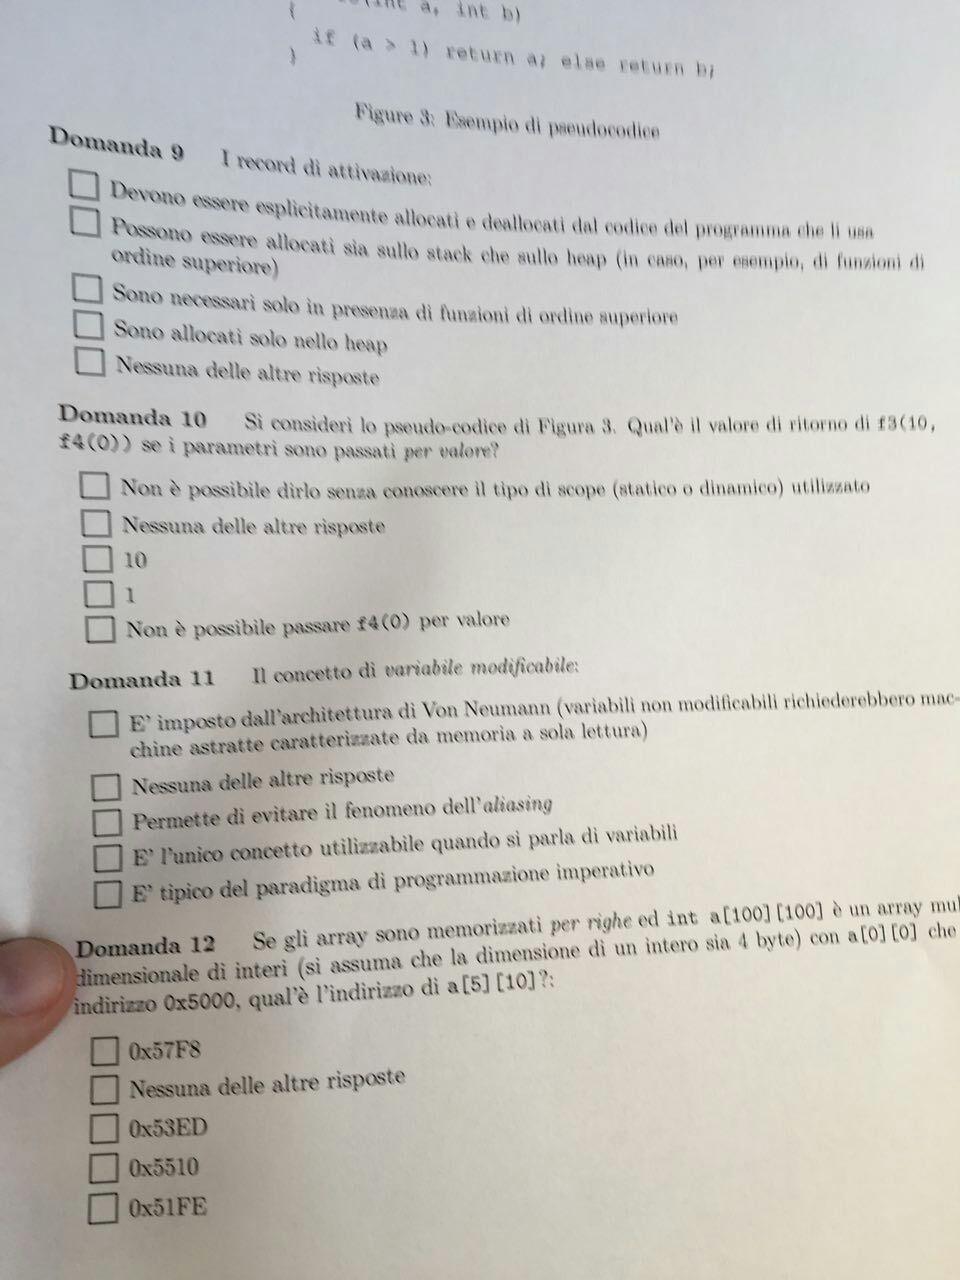 int a, int b)
{
if (a > 1) return a; else return b;
}
Figure 3: Esempio di pseudocodice
Domanda 9 I record di attivazione:
Devono essere esplicitamente allocati e deallocati dal codice del programma che li usa
Possono essere allocati sia sullo stack che sullo heap (in caso, per esempio, di funzioni di
ordine superiore)
Sono necessari solo in presenza di funzioni di ordine superiore
Sono allocati solo nello heap
Nessuna delle altre risposte
Domanda 10 Si consideri lo pseudo-codice di Figura 3. Qual'è il valore di ritorno di f3(10,
f4(0)) se i parametri sono passati per valore?
Non è possibile dirlo senza conoscere il tipo di scope (statico o dinamico) utilizzato
Nessuna delle altre risposte
10
1
Non è possibile passare f4(0) per valore
Domanda 11 Il concetto di variabile modificabile:
E' imposto dall'architettura di Von Neumann (variabili non modificabili richiederebbero mac-
chine astratte caratterizzate da memoria a sola lettura)
Nessuna delle altre risposte
Permette di evitare il fenomeno dell'aliasing
E' l'unico concetto utilizzabile quando si parla di variabili
E' tipico del paradigma di programmazione imperativo
Domanda 12 Se gli array sono memorizzati per righe ed int a[100][100] è un array mul
dimensionale di interi (si assuma che la dimensione di un intero sia 4 byte) con a[0][0] che
indirizzo 0x5000, qual'è l'indirizzo di a[5][10]?:
0x57F8
Nessuna delle altre risposte
0x53ED
0x5510
0x51FE